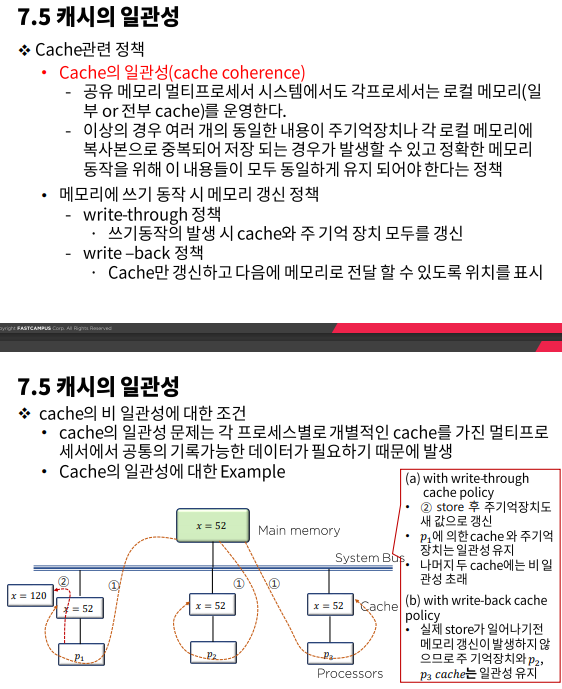 7.5 캐시의 일관성
❖ Cache관련 정책
• Cache의 일관성(cache coherence)
- 공유 메모리 멀티프로세서 시스템에서도 각프로세서는 로컬 메모리(일
부 or 전부 cache)를 운영한다.
- 이상의 경우 여러 개의 동일한 내용이 주기억장치나 각 로컬 메모리에
복사본으로 중복되어 저장 되는 경우가 발생할 수 있고 정확한 메모리
동작을 위해 이 내용들이 모두 동일하게 유지 되어야 한다는 정책
• 메모리에 쓰기 동작 시 메모리 갱신 정책
- write-through 정책
· 쓰기동작의 발생 시 cache와 주 기억 장치 모두를 갱신
- write –back 정책
· Cache만 갱신하고 다음에 메모리로 전달 할 수 있도록 위치를 표시
pyright FASTCAMPUS Corp. All Rights Reserved
7.5 캐시의 일관성
❖ cache의 비 일관성에 대한 조건
• cache의 일관성 문제는 각 프로세스별로 개별적인 cache를 가진 멀티프로
세서에서 공통의 기록가능한 데이터가 필요하기 때문에 발생
• Cache의 일관성에 대한 Example
x = 52
Main memory
System Bus
x = 120
②
①
x = 52
x = 52
①
①
x = 52
Cache
p1
p2
p3
Processors
(a) with write-through
cache policy
• ② store 후 주기억장치도
새 값으로 갱신
• p1에 의한 cache 와 주기억
장치는 일관성 유지
• 나머지 두 cache에는 비 일
관성 초래
(b) with write-back cache
policy
• 실제 store가 일어나기전
메모리 갱신이 발생하지 않
으므로 주 기억장치와 p2,
p3 cache는 일관성 유지